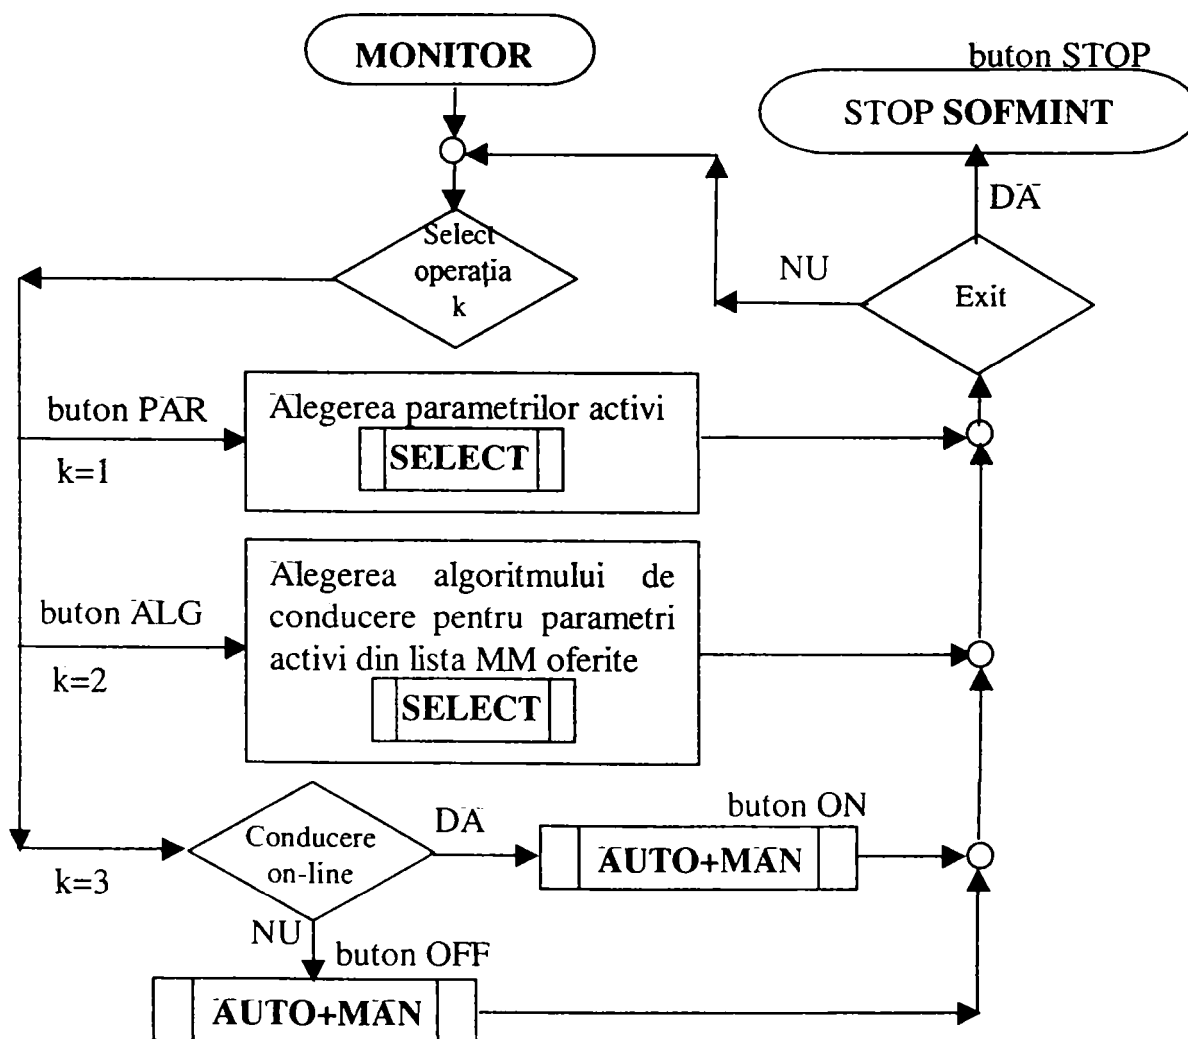 MONITOR
buton STOP
STOP SOFMINT
DA
Select
operația
k
NU
Exit
buton PAR
k=1
Alegerea parametrilor activi
SELECT
buton ALG
k=2
Alegerea algoritmului de
conducere pentru parametri
activi din lista MM oferite
SELECT
k=3
Conducere
on-line
DA
buton ON
AUTO+MAN
NU
buton OFF
AUTO+MAN